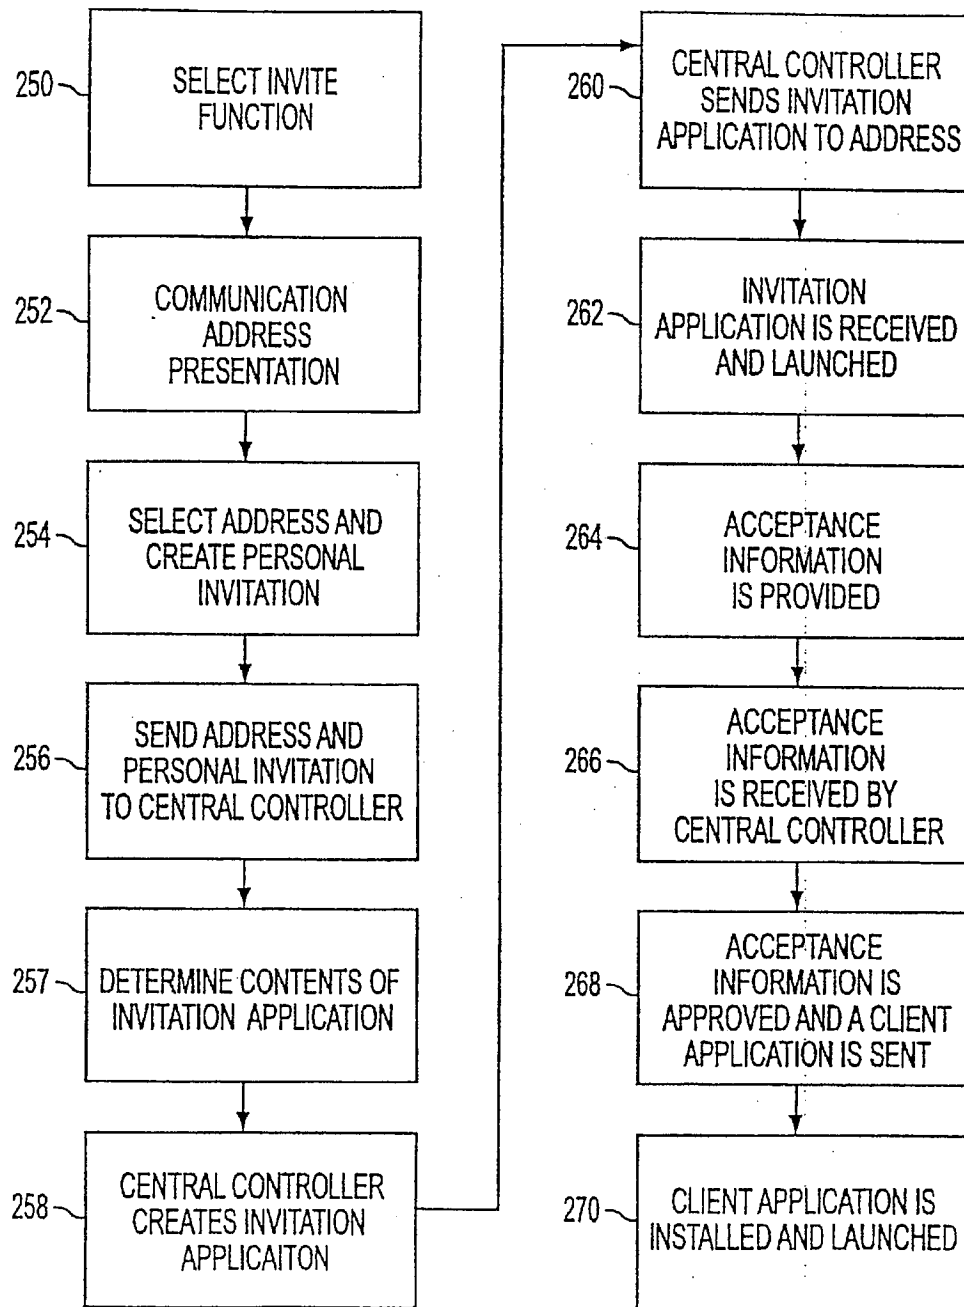 250
SELECT INVITE
FUNCTION
252
COMMUNICATION
ADDRESS
PRESENTATION
254
SELECT ADDRESS AND
CREATE PERSONAL
INVITATION
256
SEND ADDRESS AND
PERSONAL INVITATION
TO CENTRAL CONTROLLER
257
DETERMINE CONTENTS OF
INVITATION APPLICATION
258
CENTRAL CONTROLLER
CREATES INVITATION
APPLICAITON
260
CENTRAL CONTROLLER
SENDS INVITATION
APPLICATION TO ADDRESS
262
INVITATION
APPLICATION IS RECEIVED
AND LAUNCHED
264
ACCEPTANCE
INFORMATION
IS PROVIDED
266
ACCEPTANCE
INFORMATION
IS RECEIVED BY
CENTRAL CONTROLLER
268
ACCEPTANCE
INFORMATION IS
APPROVED AND A CLIENT
APPLICATION IS SENT
270
CLIENT APPLICATION IS
INSTALLED AND LAUNCHED